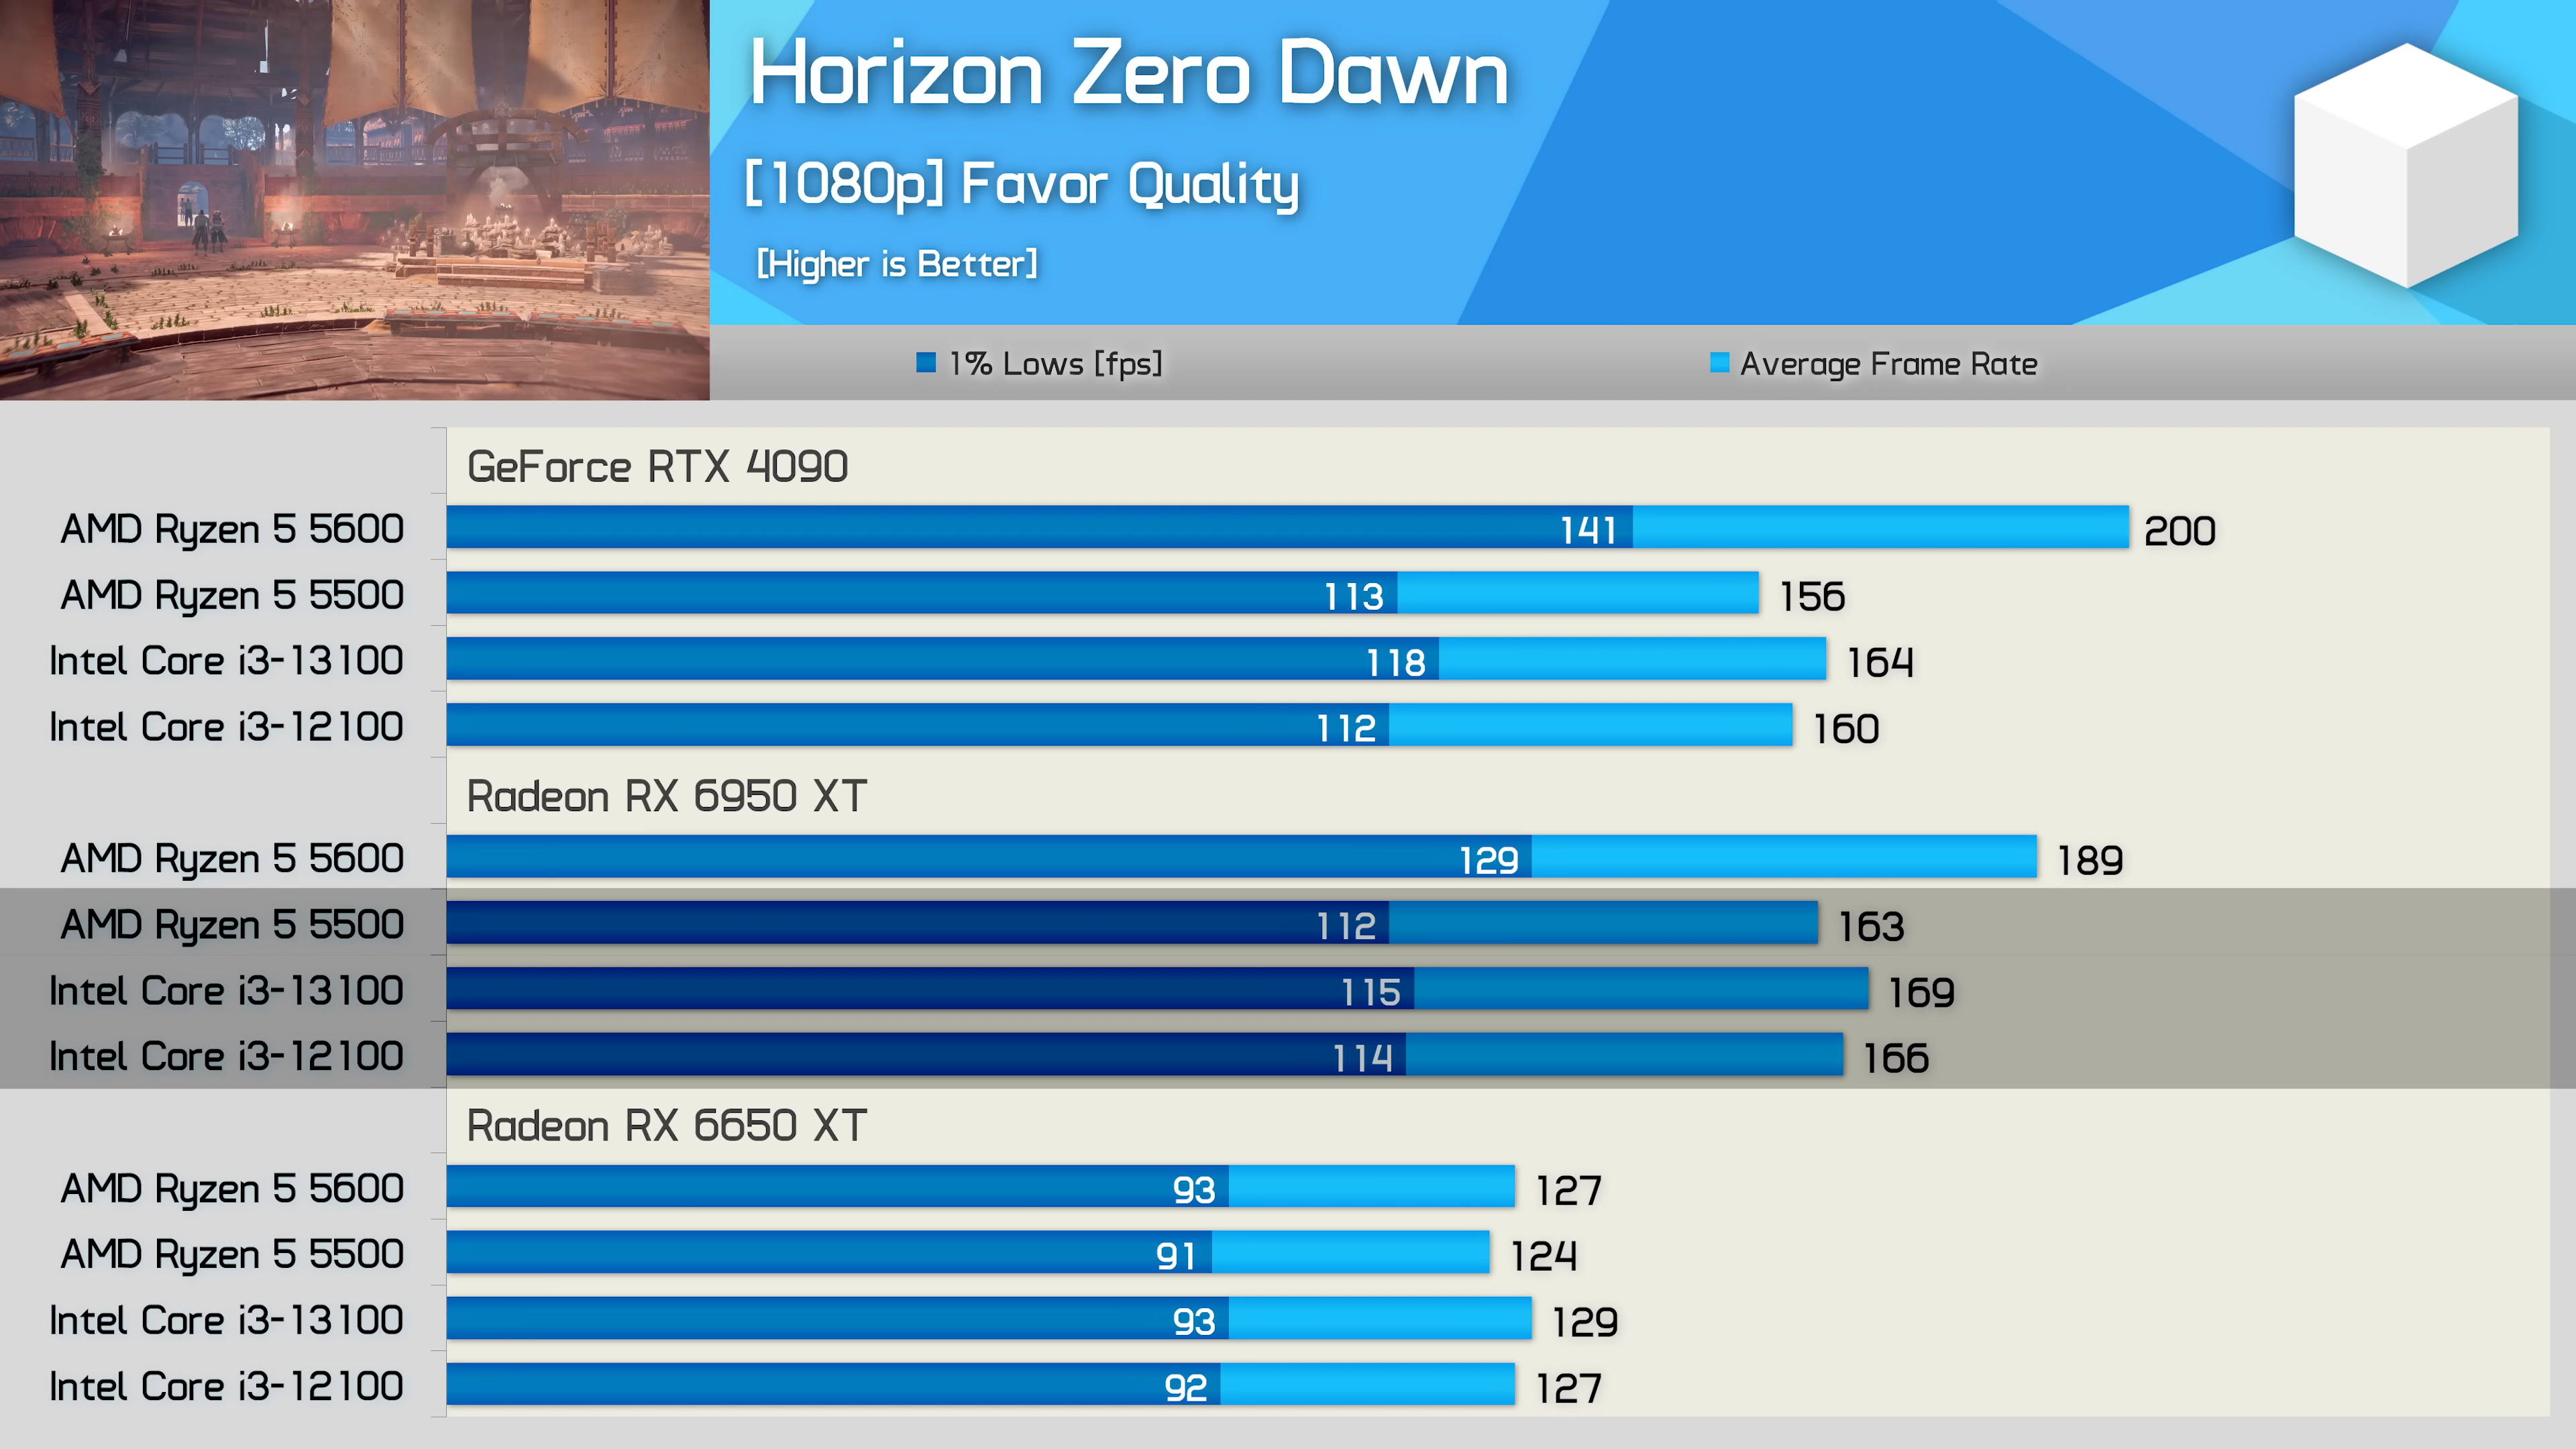 Horizon Zero Dawn
[1080p] Favor Quality
[Higher is Better]
1% Lows [fps] Average Frame Rate
GeForce RTX 4090
AMD Ryzen 5 5600 141 200
AMD Ryzen 5 5500 113 156
Intel Core i3-13100 118 164
Intel Core i3-12100 112 160
Radeon RX 6950 XT
AMD Ryzen 5 5600 129 189
AMD Ryzen 5 5500 112 163
Intel Core i3-13100 115 169
Intel Core i3-12100 114 166
Radeon RX 6650 XT
AMD Ryzen 5 5600 93 127
AMD Ryzen 5 5500 91 124
Intel Core i3-13100 93 129
Intel Core i3-12100 92 127